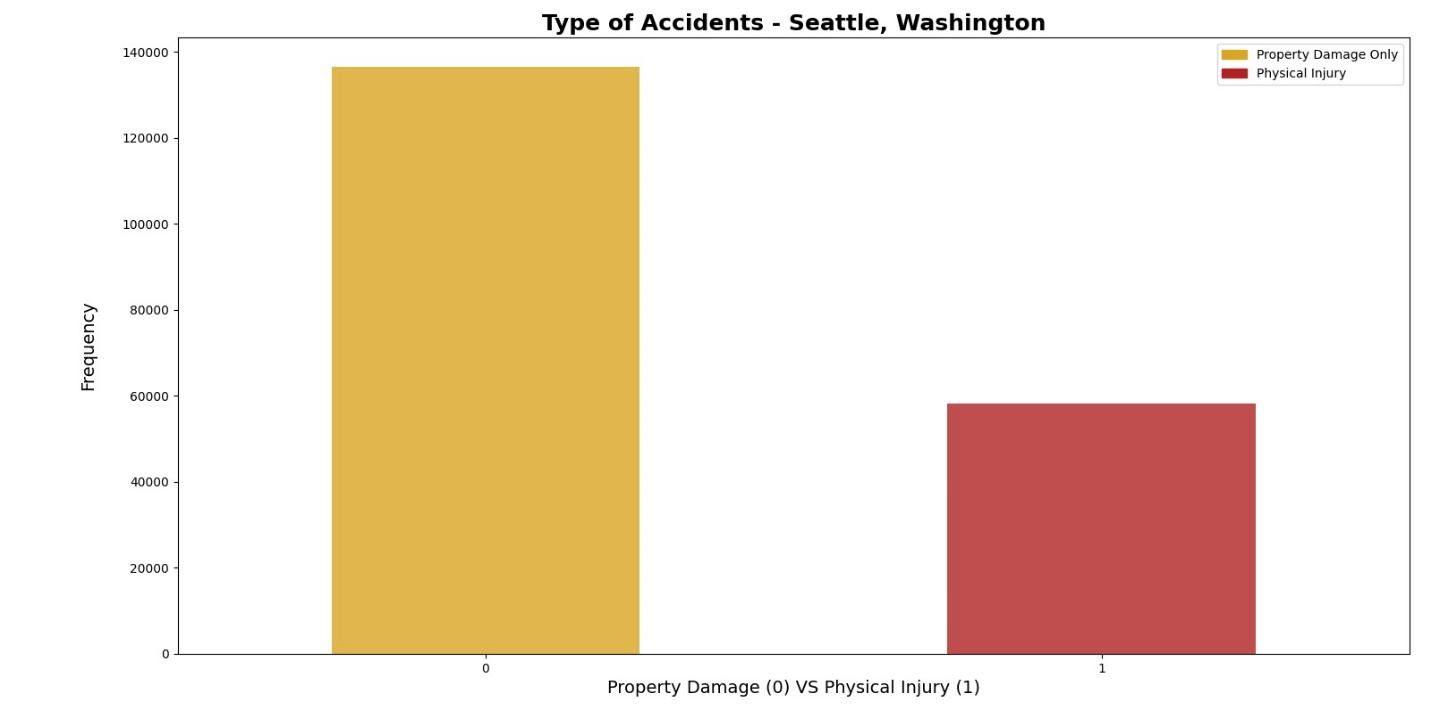 Type of Accidents - Seattle, Washington
Property Damage Only
Physical Injury
140000
120000
100000
80000
60000
40000
20000
0
Frequency
0
1
Property Damage (0) VS Physical Injury (1)